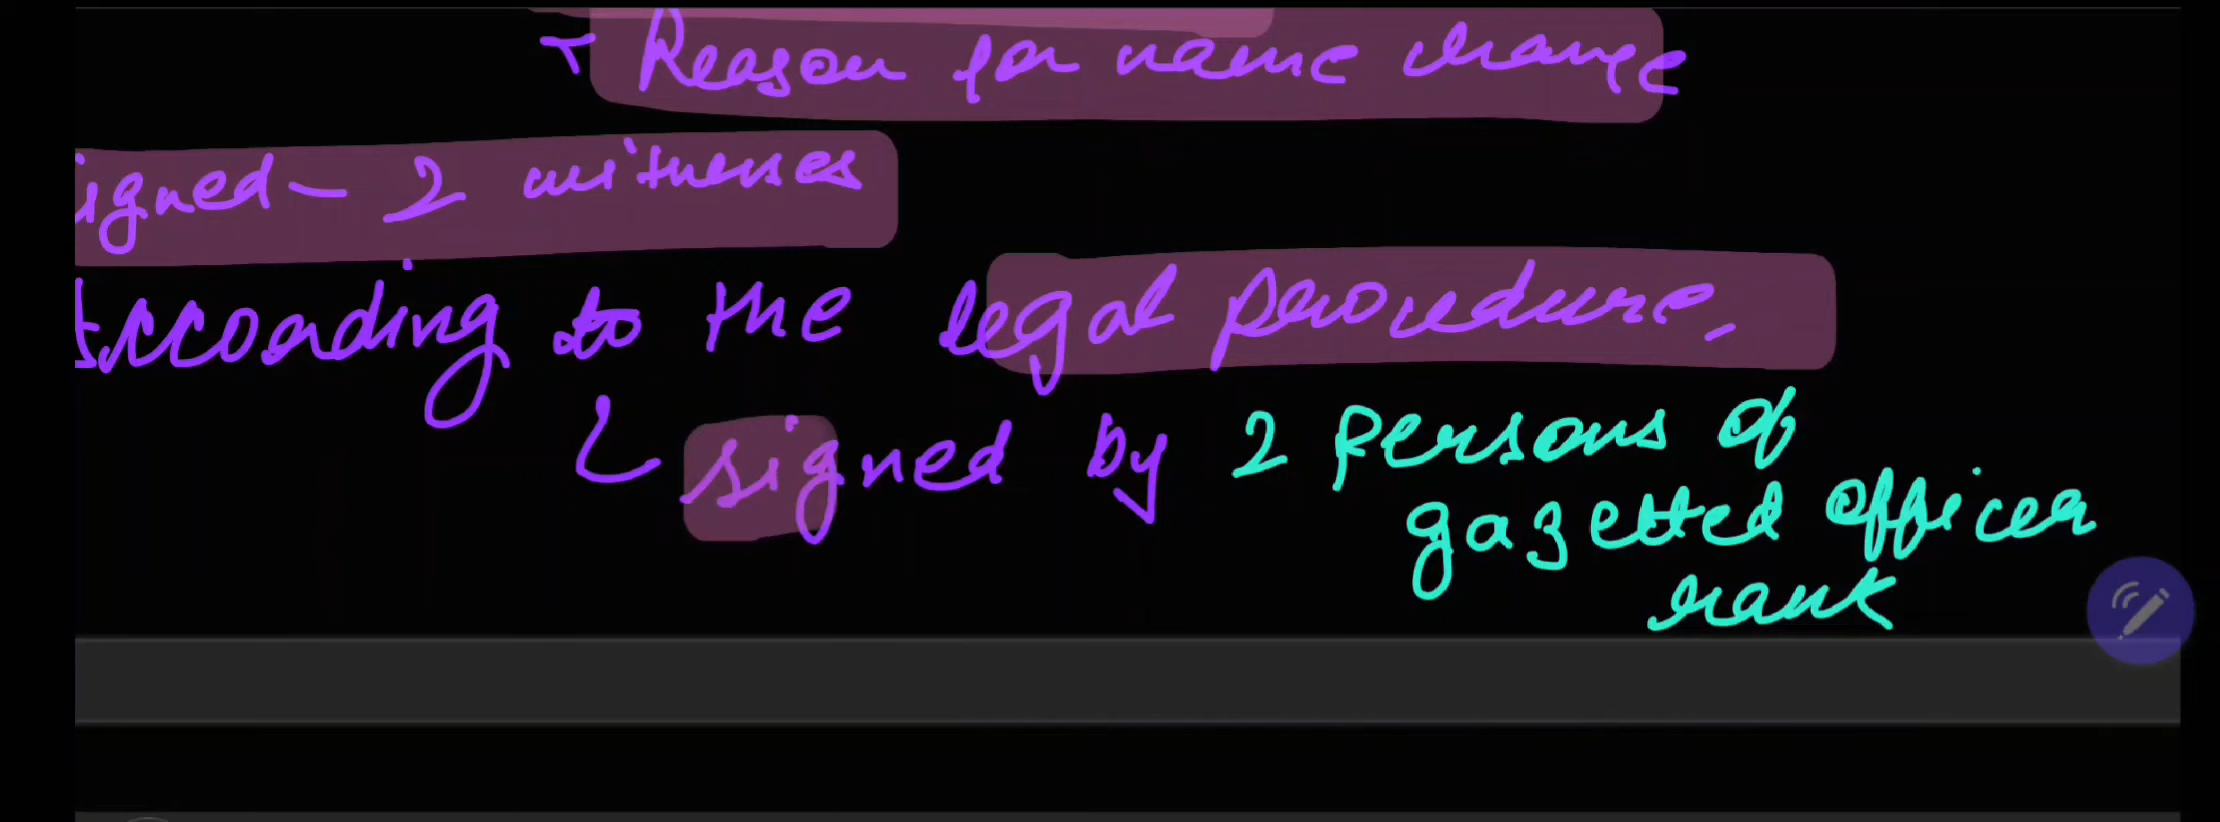 Reason for name change
igned - 2 witnesses
According to the legal procedure.
signed by 2 persons of
gazetted officer
rank